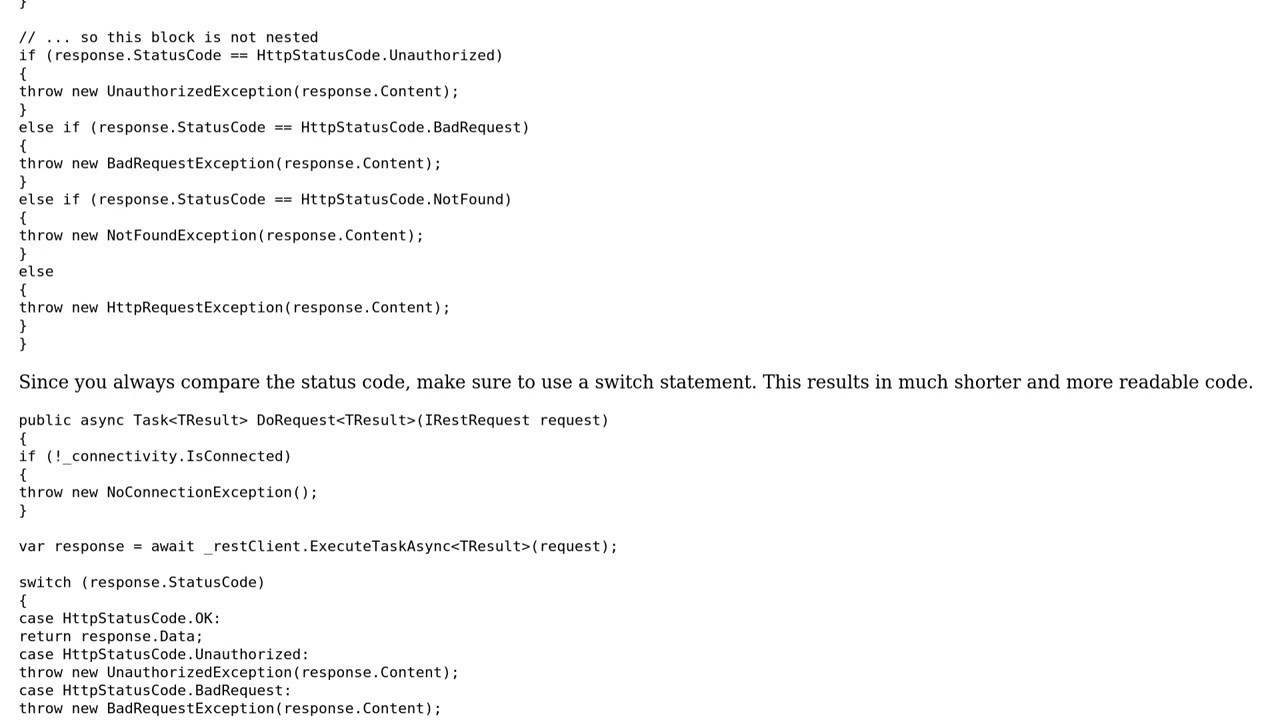 }
// ... so this block is not nested
if (response.StatusCode == HttpStatusCode.Unauthorized)
{
throw new UnauthorizedException(response.Content);
}
else if (response.StatusCode == HttpStatusCode.BadRequest)
{
throw new BadRequestException(response.Content);
}
else if (response.StatusCode == HttpStatusCode.NotFound)
{
throw new NotFoundException(response.Content);
}
else
{
throw new HttpRequestException(response.Content);
}
}
Since you always compare the status code, make sure to use a switch statement. This results in much shorter and more readable code.
public async Task<TResult> DoRequest<TResult>(IRestRequest request)
{
if (!_connectivity.IsConnected)
{
throw new NoConnectionException();
}
var response = await _restClient.ExecuteTaskAsync<TResult>(request);
switch (response.StatusCode)
{
case HttpStatusCode.OK:
return response.Data;
case HttpStatusCode.Unauthorized:
throw new UnauthorizedException(response.Content);
case HttpStatusCode.BadRequest:
throw new BadRequestException(response.Content);